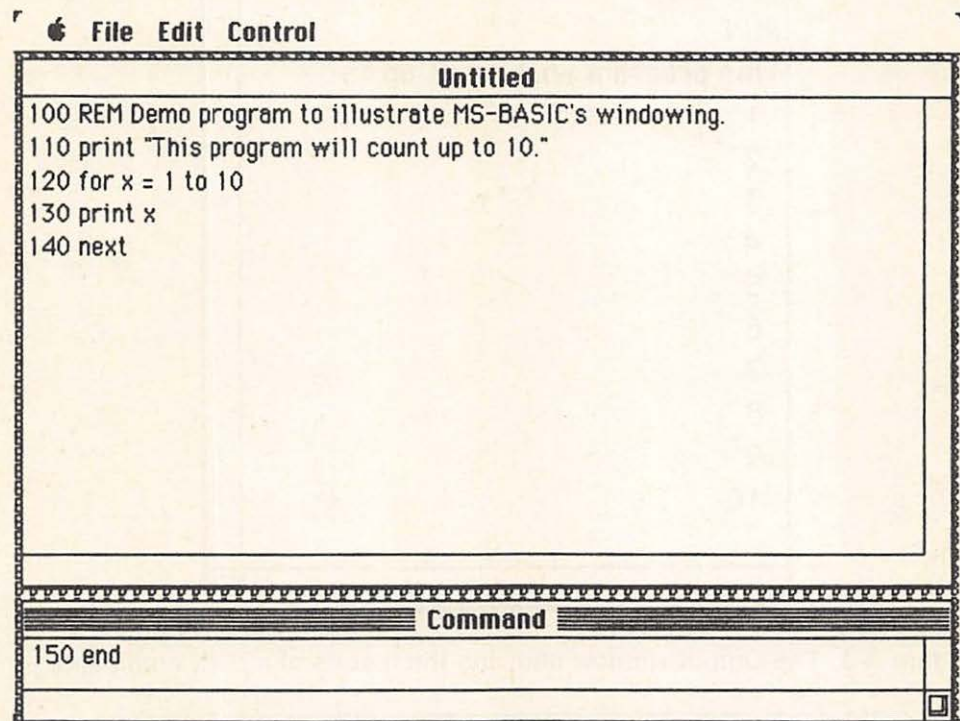 File Edit Control
Untitled
100 REM Demo program to illustrate MS-BASIC's windowing.
110 print "This program will count up to 10."
120 for x = 1 to 10
130 print x
140 next
Command
150 end